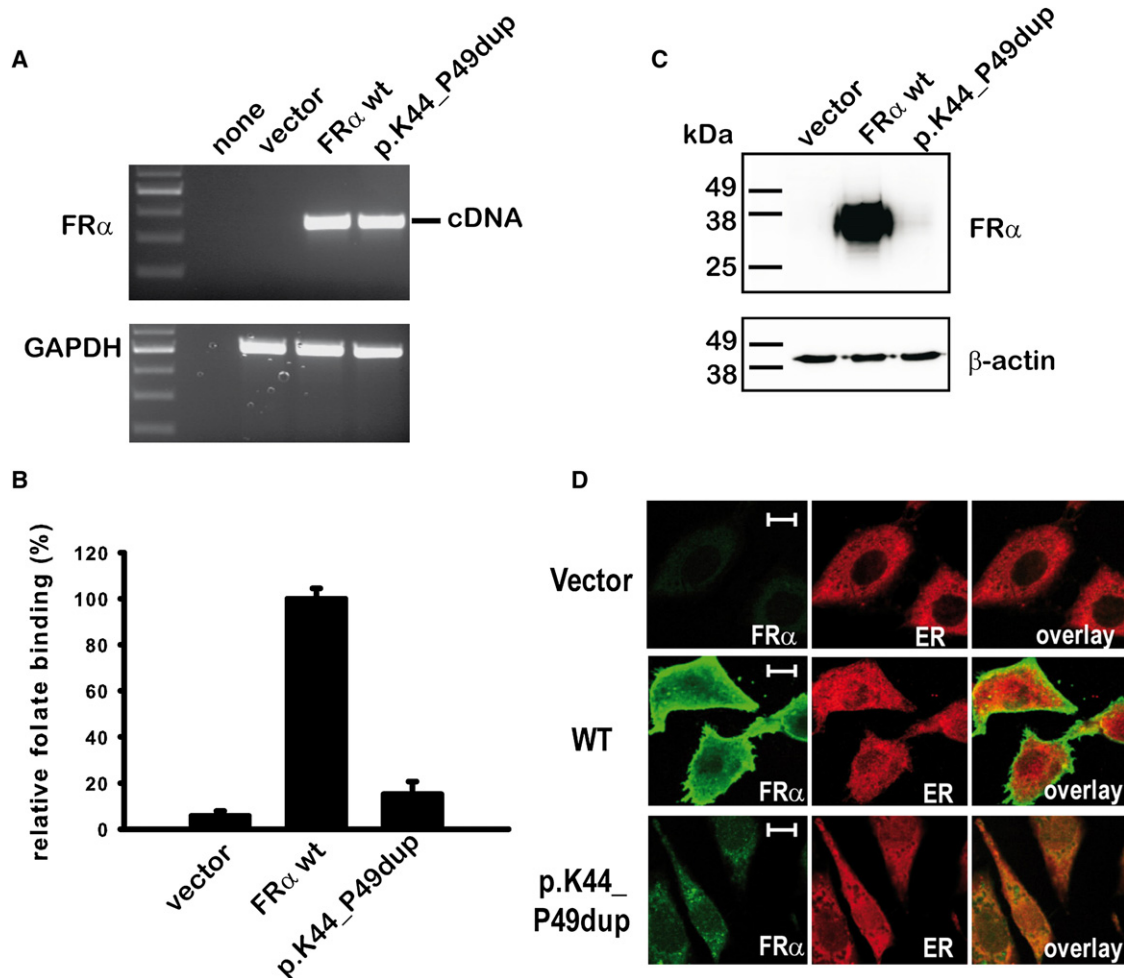 A
none
vector
FRα wt
p.K44_P49dup
FRα
cDNA
GAPDH
B
relative folate binding (%)
120
100
80
60
40
20
0
vector
FRα wt
p.K44_P49dup
C
kDa
vector
FRα wt
p.K44_P49dup
49
38
25
FRα
49
38
β-actin
D
Vector
FRα
ER
overlay
WT
FRα
ER
overlay
p.K44_
P49dup
FRα
ER
overlay